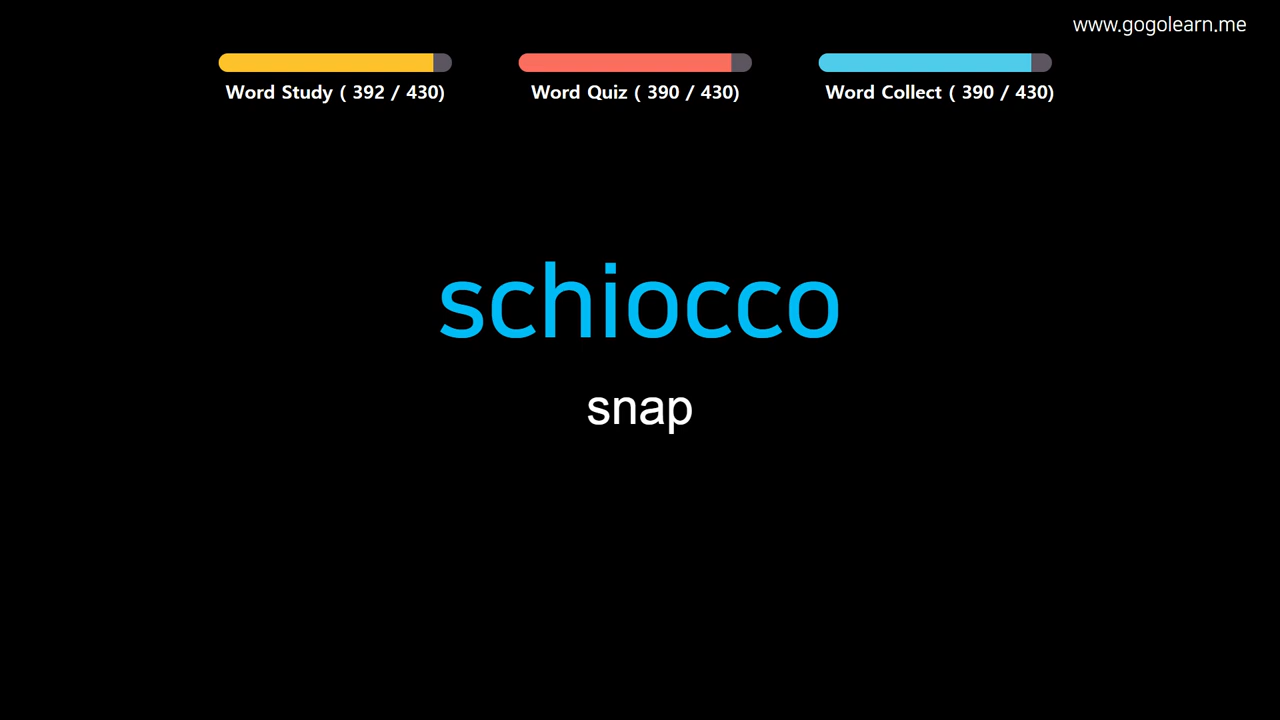 www.gogolearn.me
Word Study ( 392 / 430)
Word Quiz ( 390 / 430)
Word Collect ( 390 / 430)
schiocco
snap